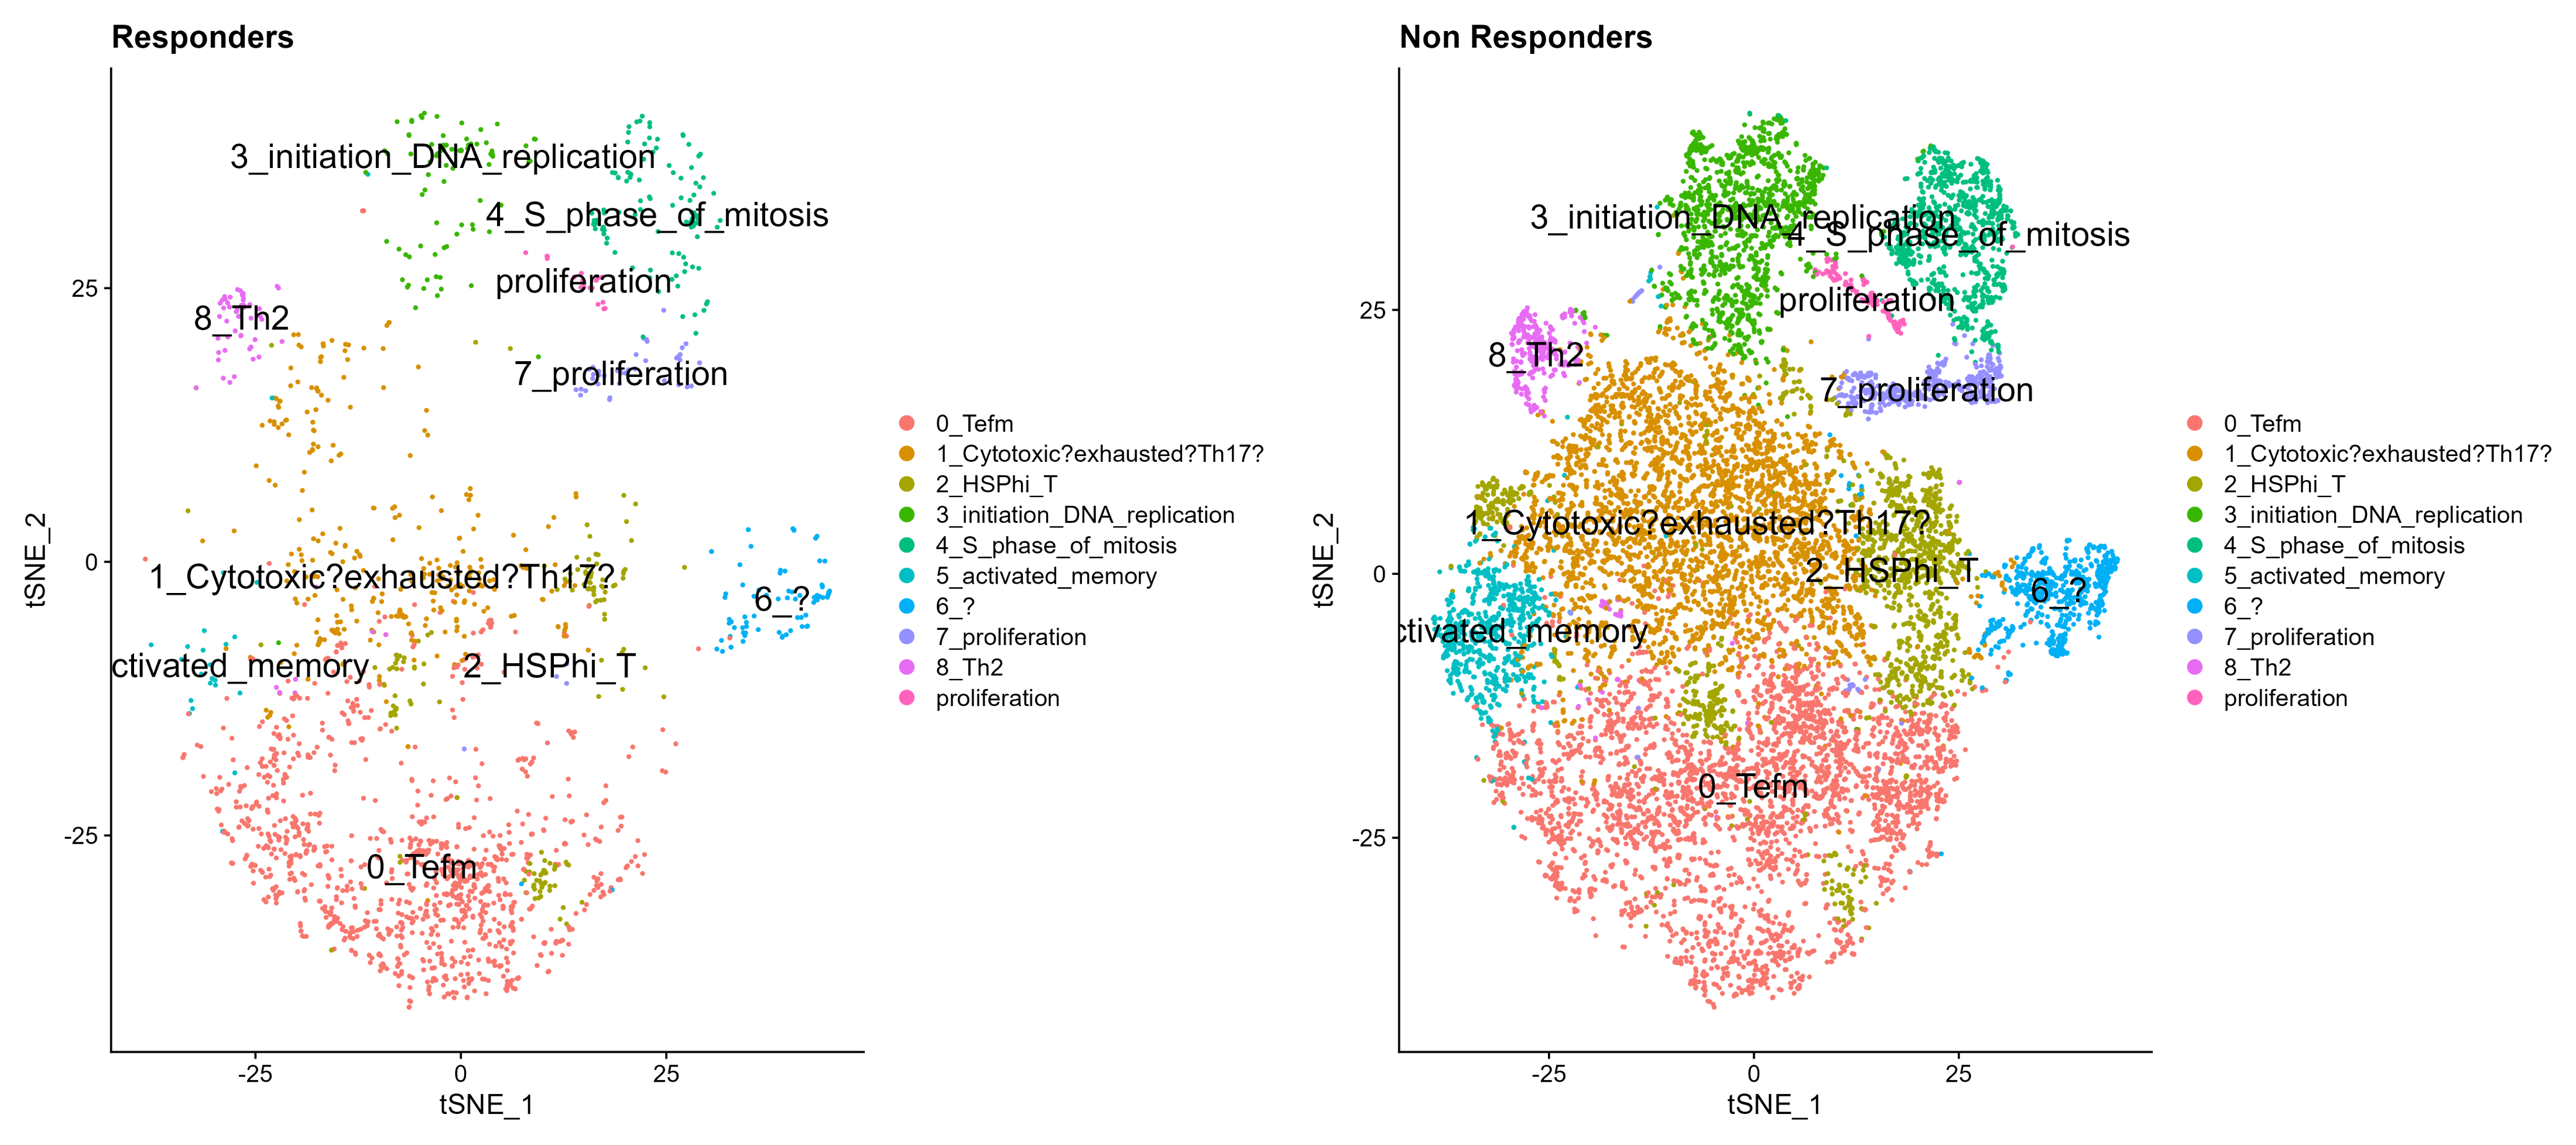 Responders
3_initiation_DNA_replication
4_S_phase_of_mitosis
proliferation
8_Th2
7_proliferation
1_Cytotoxic?exhausted?Th17?
6_?
ctivated_memory
2_HSPhi_T
0_Tefm
25
0
-25
tSNE_2
-25
0
25
tSNE_1
0_Tefm
1_Cytotoxic?exhausted?Th17?
2_HSPhi_T
3_initiation_DNA_replication
4_S_phase_of_mitosis
5_activated_memory
6_?
7_proliferation
8_Th2
proliferation
Non Responders
3_initiation_DNA_replication
4_S_phase_of_mitosis
proliferation
8_Th2
7_proliferation
1_Cytotoxic?exhausted?Th17?
2_HSPhi_T
6_?
ctivated_memory
0_Tefm
25
0
-25
tSNE_2
-25
0
25
tSNE_1
0_Tefm
1_Cytotoxic?exhausted?Th17?
2_HSPhi_T
3_initiation_DNA_replication
4_S_phase_of_mitosis
5_activated_memory
6_?
7_proliferation
8_Th2
proliferation